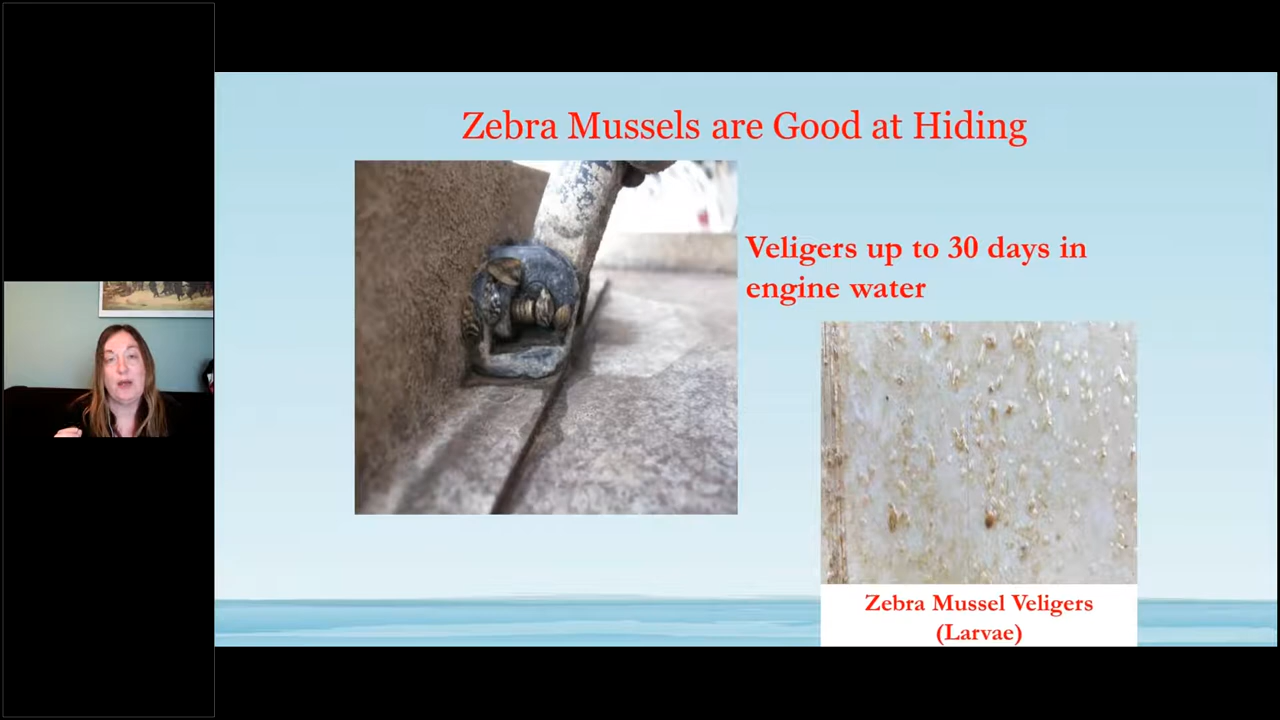 Zebra Mussels are Good at Hiding
Veligers up to 30 days in
engine water
Zebra Mussel Veligers
(Larvae)